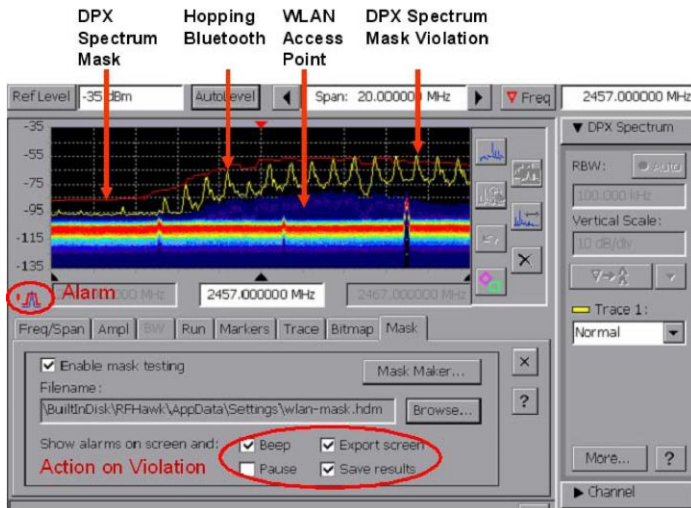 DPX Spectrum Mask
Hopping Bluetooth
WLAN Access Point
DPX Spectrum Mask Violation
Ref Level
-35 dBm
AutoLevel
Span: 20.000000 MHz
Freq
2457.000000 MHz
-35
-55
-75
-95
-115
-135
Alarm
000 MHz
2457.000000 MHz
2467.000000 MHz
Freq/Span
Ampl
BW
Run
Markers
Trace
Bitmap
Mask
Enable mask testing
Mask Maker...
Filename:
\BuiltInDisk\RFHawk\AppData\Settings\wlan-mask.hdm
Browse...
Show alarms on screen and:
Beep
Export screen
Action on Violation
Pause
Save results
?
DPX Spectrum
RBW:
Auto
100.000 kHz
Vertical Scale:
10 dB/div
Trace 1:
Normal
More...
?
Channel